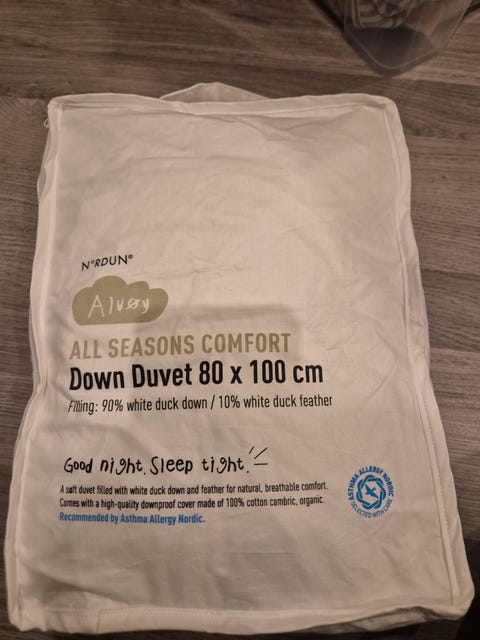 N°RDUN®
Alvøy
ALL SEASONS COMFORT
Down Duvet 80 x 100 cm
Filling: 90% white duck down / 10% white duck feather
Good night. Sleep tight.
A soft duvet filled with white duck down and feather for natural, breathable comfort.
Comes with a high-quality downproof cover made of 100% cotton cambric, organic.
Recommended by Asthma Allergy Nordic.
ASTHMA ALLERGY NORDIC
SELECTED WITH CARE